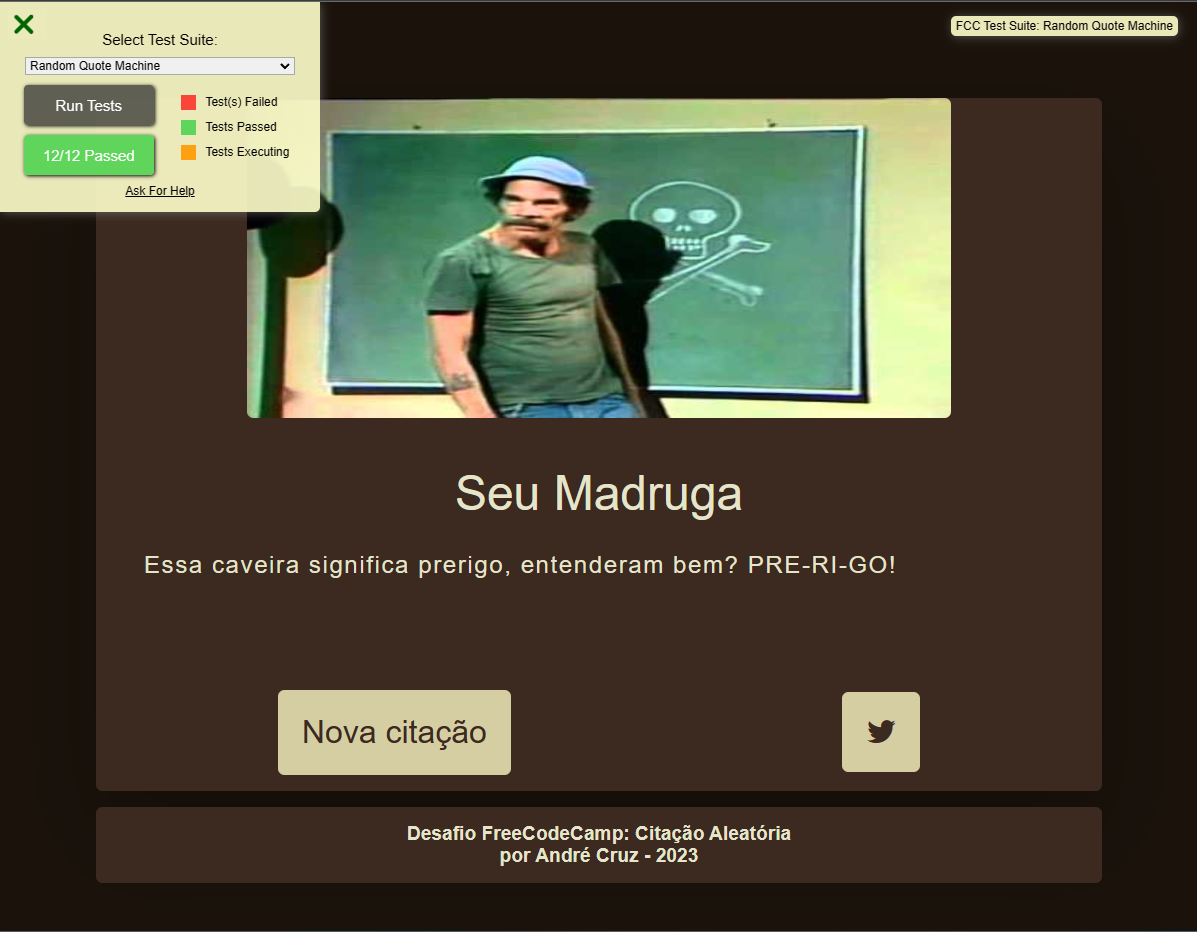 FCC Test Suite: Random Quote Machine
Select Test Suite:
Random Quote Machine
Run Tests
12/12 Passed
Test(s) Failed
Tests Passed
Tests Executing
Ask For Help
Seu Madruga
Essa caveira significa prerigo, entenderam bem? PRE-RI-GO!
Nova citação
Desafio FreeCodeCamp: Citação Aleatória
por André Cruz - 2023